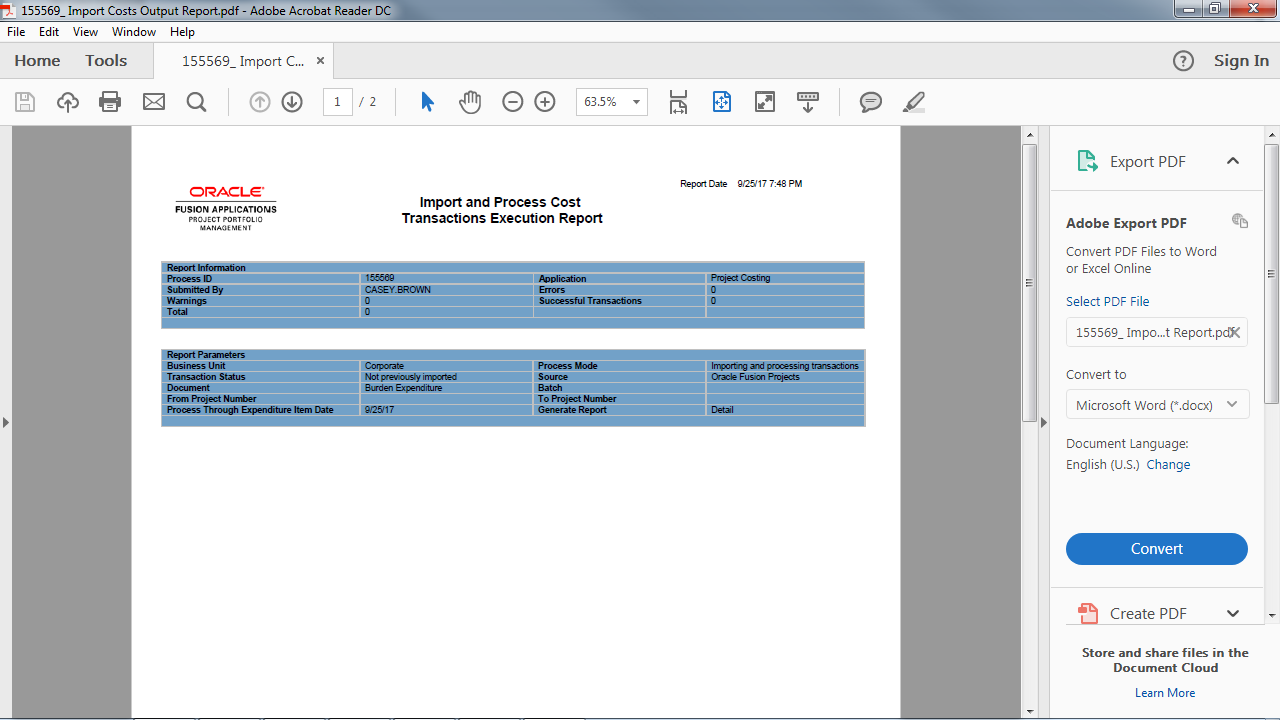 155569_ Import Costs Output Report.pdf - Adobe Acrobat Reader DC
File Edit View Window Help
Home Tools 155569_ Import C... × ? Sign In
1 / 2 63.5%
Report Date 9/25/17 7:48 PM
ORACLE
FUSION APPLICATIONS
PROJECT PORTFOLIO
MANAGEMENT
Import and Process Cost
Transactions Execution Report
Report Information
Process ID 155569 Application Project Costing
Submitted By CASEY.BROWN Errors 0
Warnings 0 Successful Transactions 0
Total 0
Report Parameters
Business Unit Corporate Process Mode Importing and processing transactions
Transaction Status Not previously imported Source Oracle Fusion Projects
Document Burden Expenditure Batch
From Project Number To Project Number
Process Through Expenditure Item Date 9/25/17 Generate Report Detail
Export PDF
Adobe Export PDF
Convert PDF Files to Word
or Excel Online
Select PDF File
155569_ Impo...t Report.pdf
Convert to
Microsoft Word (*.docx)
Document Language:
English (U.S.) Change
Convert
Create PDF
Store and share files in the
Document Cloud
Learn More